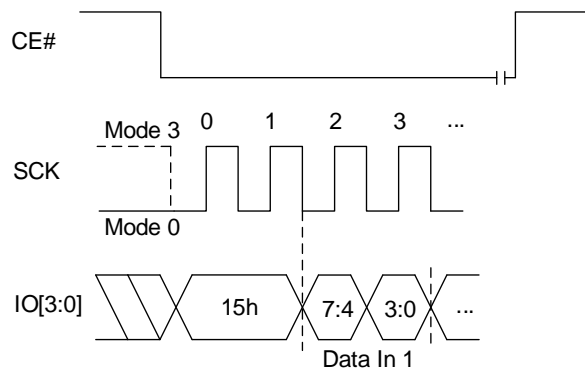 CE#
Mode 3 0 1 2 3 ...
SCK
Mode 0
IO[3:0] 15h 7:4 3:0 ...
Data In 1